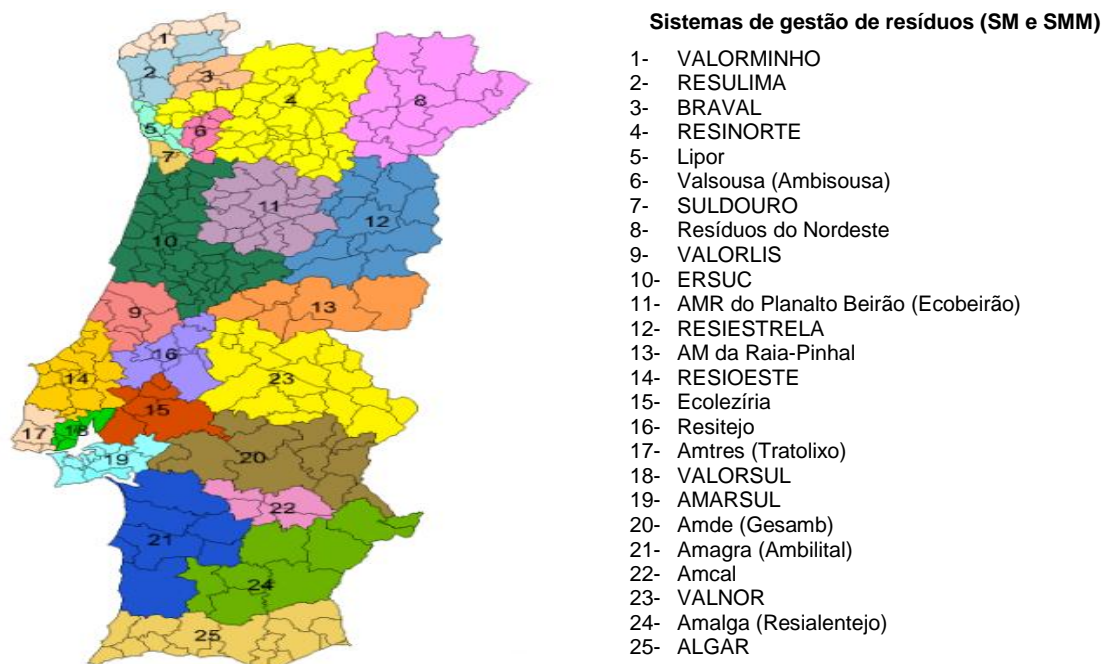 Sistemas de gestão de resíduos (SM e SMM)
1- VALORMINHO
2- RESULIMA
3- BRAVAL
4- RESINORTE
5- Lipor
6- Valsousa (Ambisousa)
7- SULDOURO
8- Resíduos do Nordeste
9- VALORLIS
10- ERSUC
11- AMR do Planalto Beirão (Ecobeirão)
12- RESIESTRELA
13- AM da Raia-Pinhal
14- RESIOESTE
15- Ecolezíria
16- Resitejo
17- Amtres (Tratolixo)
18- VALORSUL
19- AMARSUL
20- Amde (Gesamb)
21- Amagra (Ambilital)
22- Amcal
23- VALNOR
24- Amalga (Resialentejo)
25- ALGAR
1
2
3
4
8
5
6
7
11
12
10
13
9
16
14
23
15
17
18
19
20
22
21
24
25